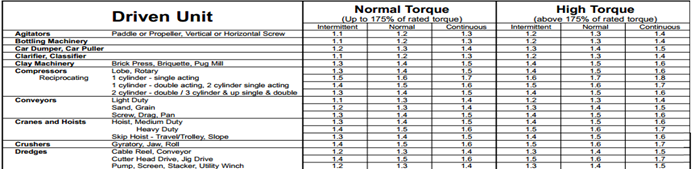 Driven Unit
Normal Torque High Torque
(Up to 175% of rated torque) (above 175% of rated torque)
Intermittent Normal Continuous Intermittent Normal Continuous
Agitators Paddle or Propeller, Vertical or Horizontal Screw 1.1 1.2 1.3 1.2 1.3 1.4
Bottling Machinery 1.1 1.2 1.3 1.2 1.3 1.4
Car Dumper, Car Puller 1.2 1.3 1.4 1.3 1.4 1.5
Clarifier, Classifier 1.1 1.2 1.3 1.2 1.3 1.4
Clay Machinery Brick Press, Briquette, Pug Mill 1.3 1.4 1.5 1.4 1.5 1.6
Compressors Lobe, Rotary 1.3 1.4 1.5 1.4 1.5 1.6
Reciprocating 1 cylinder - single acting 1.5 1.6 1.7 1.6 1.7 1.8
1 cylinder - double acting, 2 cylinder single acting 1.4 1.5 1.6 1.5 1.6 1.7
2 cylinder - double / 3 cylinder & up single & double 1.3 1.4 1.5 1.4 1.5 1.6
Conveyors Light Duty 1.1 1.3 1.4 1.2 1.3 1.4
Sand, Grain 1.2 1.3 1.4 1.3 1.4 1.5
Screw, Drag, Pan 1.3 1.4 1.5 1.4 1.5 1.6
Cranes and Hoists Hoist, Medium Duty 1.3 1.4 1.5 1.4 1.5 1.6
Heavy Duty 1.4 1.5 1.6 1.5 1.6 1.7
Skip Hoist - Travel/Trolley, Slope 1.3 1.4 1.5 1.4 1.5 1.6
Crushers Gyratory, Jaw, Roll 1.4 1.5 1.6 1.5 1.6 1.7
Dredges Cable Reel, Conveyor 1.2 1.3 1.4 1.3 1.4 1.5
Cutter Head Drive, Jig Drive 1.4 1.5 1.6 1.5 1.6 1.7
Pump, Screen, Stacker, Utility Winch 1.2 1.3 1.4 1.3 1.4 1.5